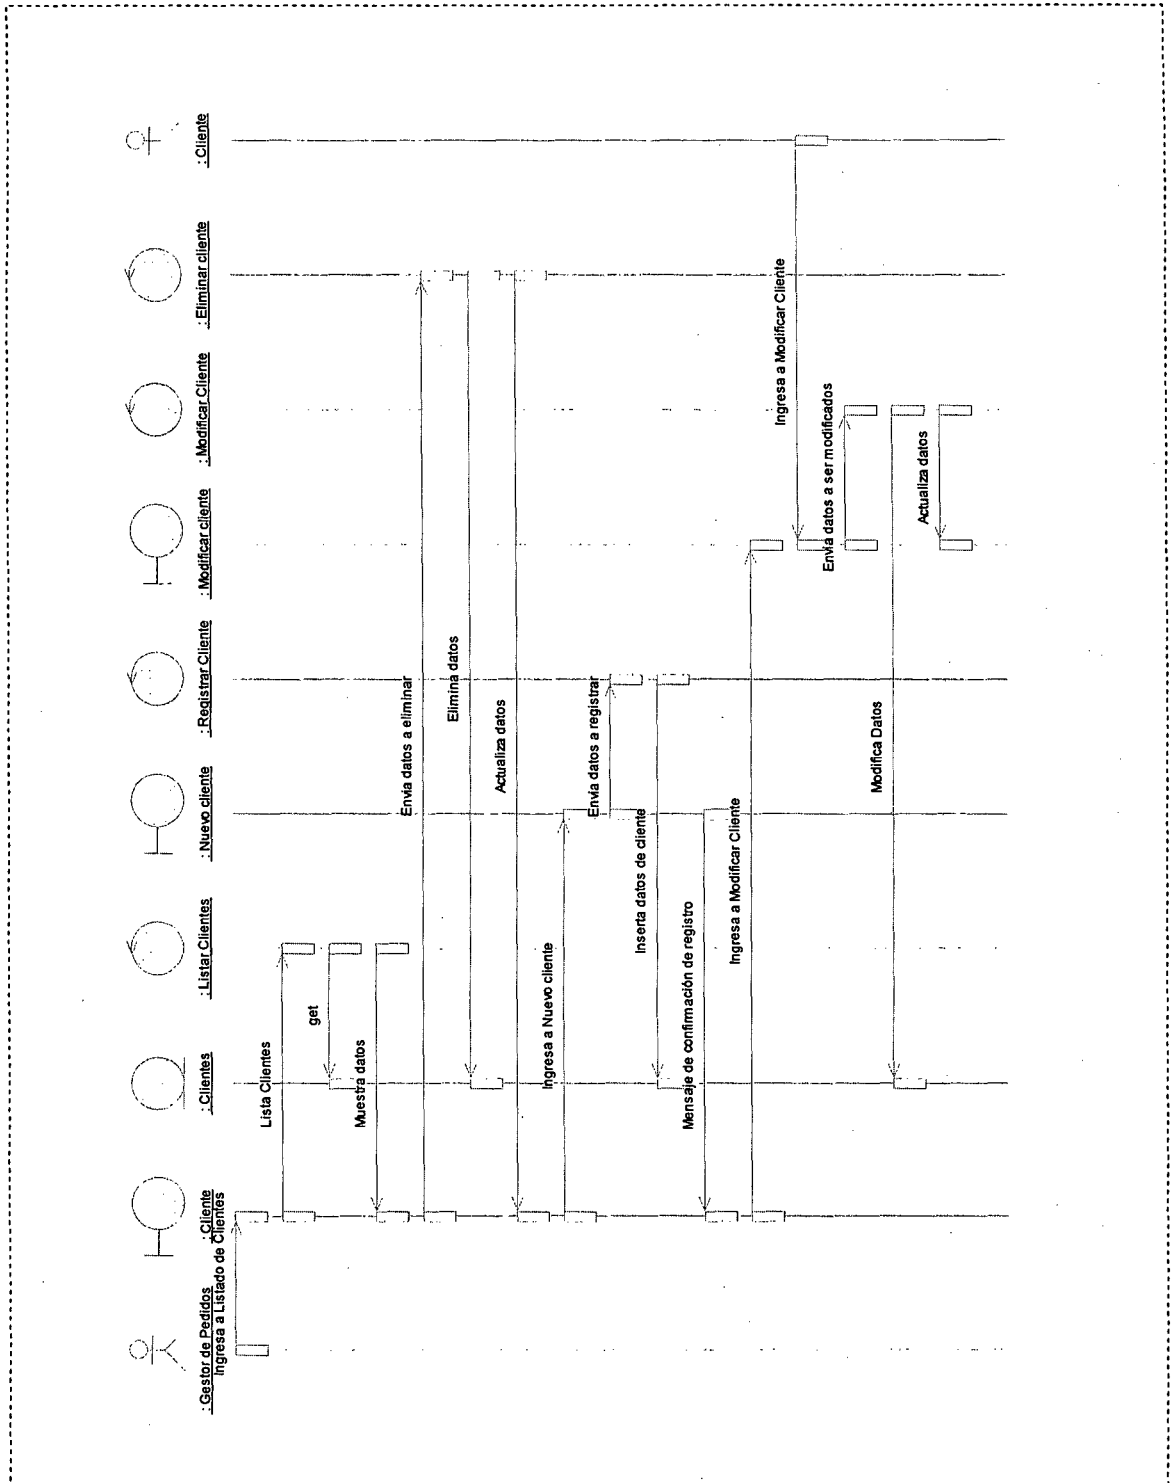 : Gestor de Pedidos
: Cliente
: Clientes
: Listar Clientes
: Nuevo cliente
: Registrar Cliente
: Modificar cliente
: Modificar Cliente
: Eliminar cliente
: Cliente
Ingresa a Listado de Clientes
Lista Clientes
get
Muestra datos
Envia datos a eliminar
Elimina datos
Actualiza datos
Ingresa a Nuevo cliente
Envia datos a registrar
Inserta datos de cliente
Mensaje de confirmación de registro
Ingresa a Modificar Cliente
Ingresa a Modificar Cliente
Envia datos a ser modificados
Modifica Datos
Actualiza datos